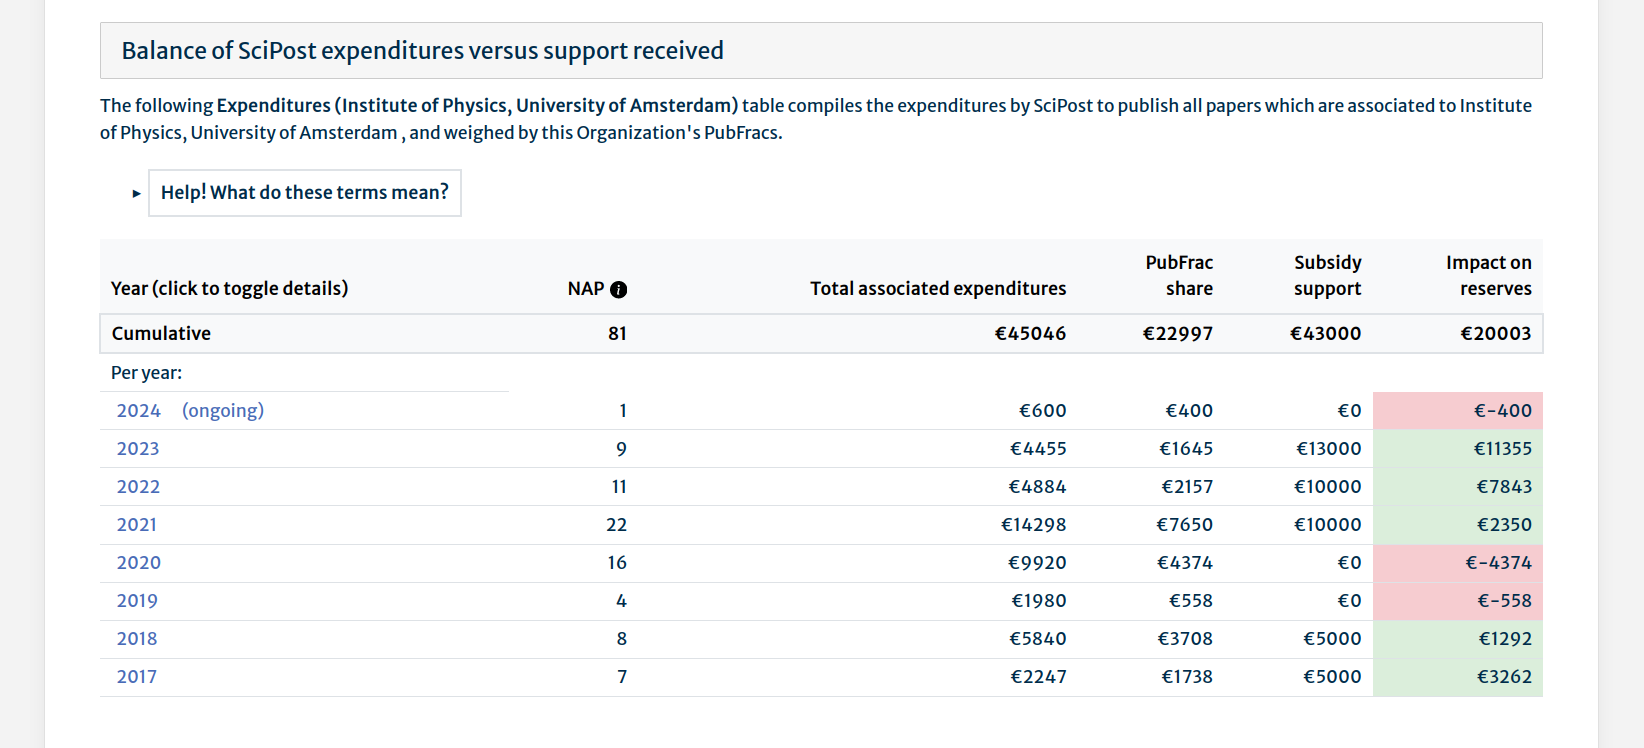 Balance of SciPost expenditures versus support received
The following Expenditures (Institute of Physics, University of Amsterdam) table compiles the expenditures by SciPost to publish all papers which are associated to Institute
of Physics, University of Amsterdam , and weighed by this Organization's PubFracs.
▸ Help! What do these terms mean?
Year (click to toggle details) NAP i Total associated expenditures PubFrac share Subsidy support Impact on reserves
Cumulative 81 €45046 €22997 €43000 €20003
Per year:
2024 (ongoing) 1 €600 €400 €0 €-400
2023 9 €4455 €1645 €13000 €11355
2022 11 €4884 €2157 €10000 €7843
2021 22 €14298 €7650 €10000 €2350
2020 16 €9920 €4374 €0 €-4374
2019 4 €1980 €558 €0 €-558
2018 8 €5840 €3708 €5000 €1292
2017 7 €2247 €1738 €5000 €3262